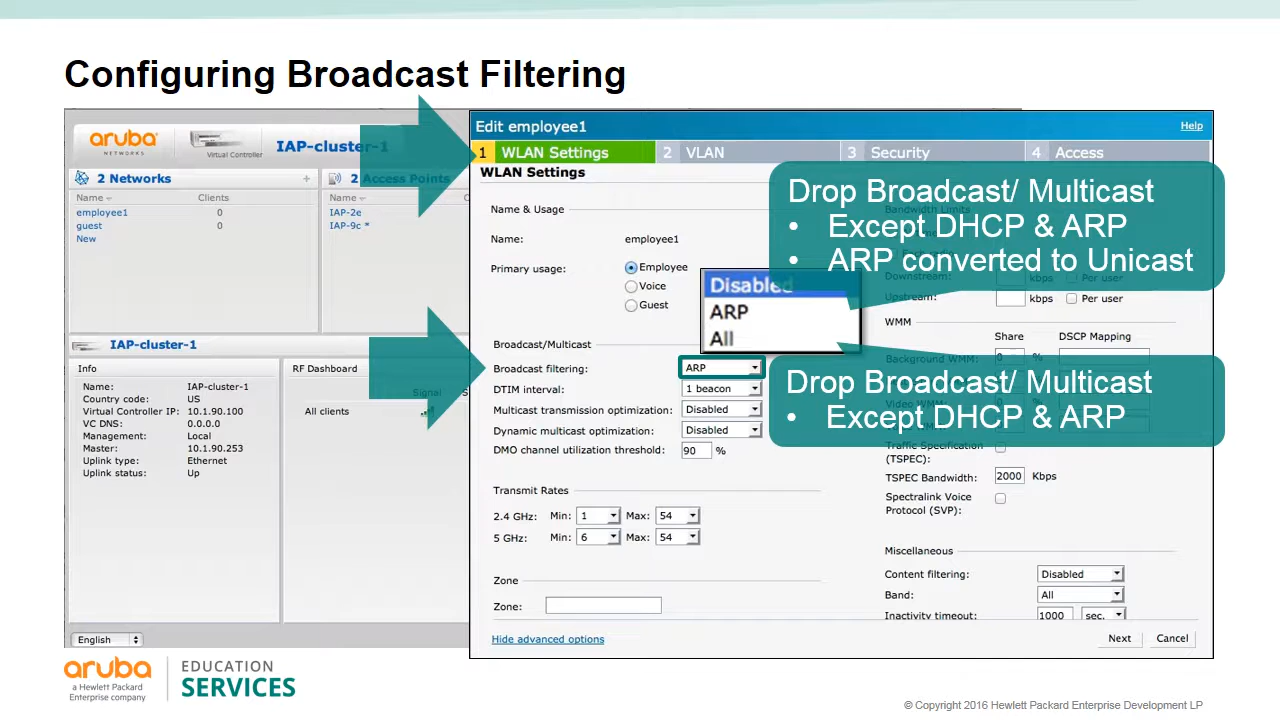 Configuring Broadcast Filtering
aruba
NETWORKS
Virtual Controller
IAP-cluster-1
2 Networks
+
Name
Clients
employee1
0
guest
0
New
2 Access Points
Name
IAP-2e
IAP-9c *
IAP-cluster-1
Info
Name: IAP-cluster-1
Country code: US
Virtual Controller IP: 10.1.90.100
VC DNS: 0.0.0.0
Management: Local
Master: 10.1.90.253
Uplink type: Ethernet
Uplink status: Up
RF Dashboard
Signal
All clients
English
Edit employee1
Help
1 WLAN Settings
2 VLAN
3 Security
4 Access
WLAN Settings
Name & Usage
Name: employee1
Primary usage:
Employee
Voice
Guest
Broadcast/Multicast
Broadcast filtering: ARP
DTIM interval: 1 beacon
Multicast transmission optimization: Disabled
Dynamic multicast optimization: Disabled
DMO channel utilization threshold: 90 %
Transmit Rates
2.4 GHz: Min: 1 Max: 54
5 GHz: Min: 6 Max: 54
Zone
Zone:
Hide advanced options
Disabled
ARP
All
Drop Broadcast/ Multicast
• Except DHCP & ARP
• ARP converted to Unicast
Bandwidth Limits
Downstream: kbps Per user
Upstream: kbps Per user
WMM
Share DSCP Mapping
Background WMM: 0 %
Drop Broadcast/ Multicast
• Except DHCP & ARP
Traffic Specification
(TSPEC):
TSPEC Bandwidth: 2000 Kbps
Spectralink Voice
Protocol (SVP):
Miscellaneous
Content filtering: Disabled
Band: All
Inactivity timeout: 1000 sec.
Next
Cancel
aruba
a Hewlett Packard
Enterprise company
EDUCATION
SERVICES
© Copyright 2016 Hewlett Packard Enterprise Development LP